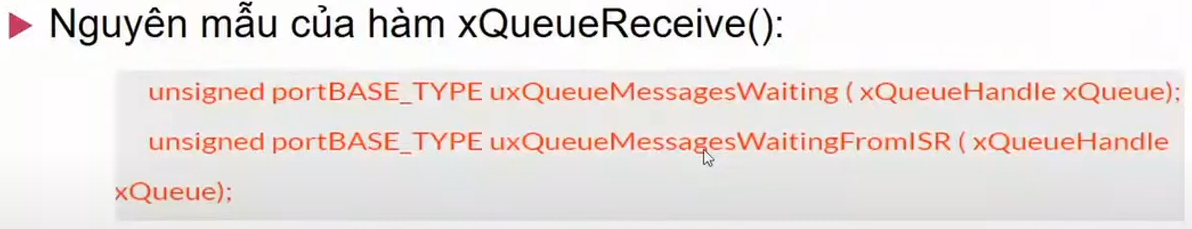 Nguyên mẫu của hàm xQueueReceive():
unsigned portBASE_TYPE uxQueueMessagesWaiting ( xQueueHandle xQueue);
unsigned portBASE_TYPE uxQueueMessagesWaitingFromISR ( xQueueHandle
xQueue);